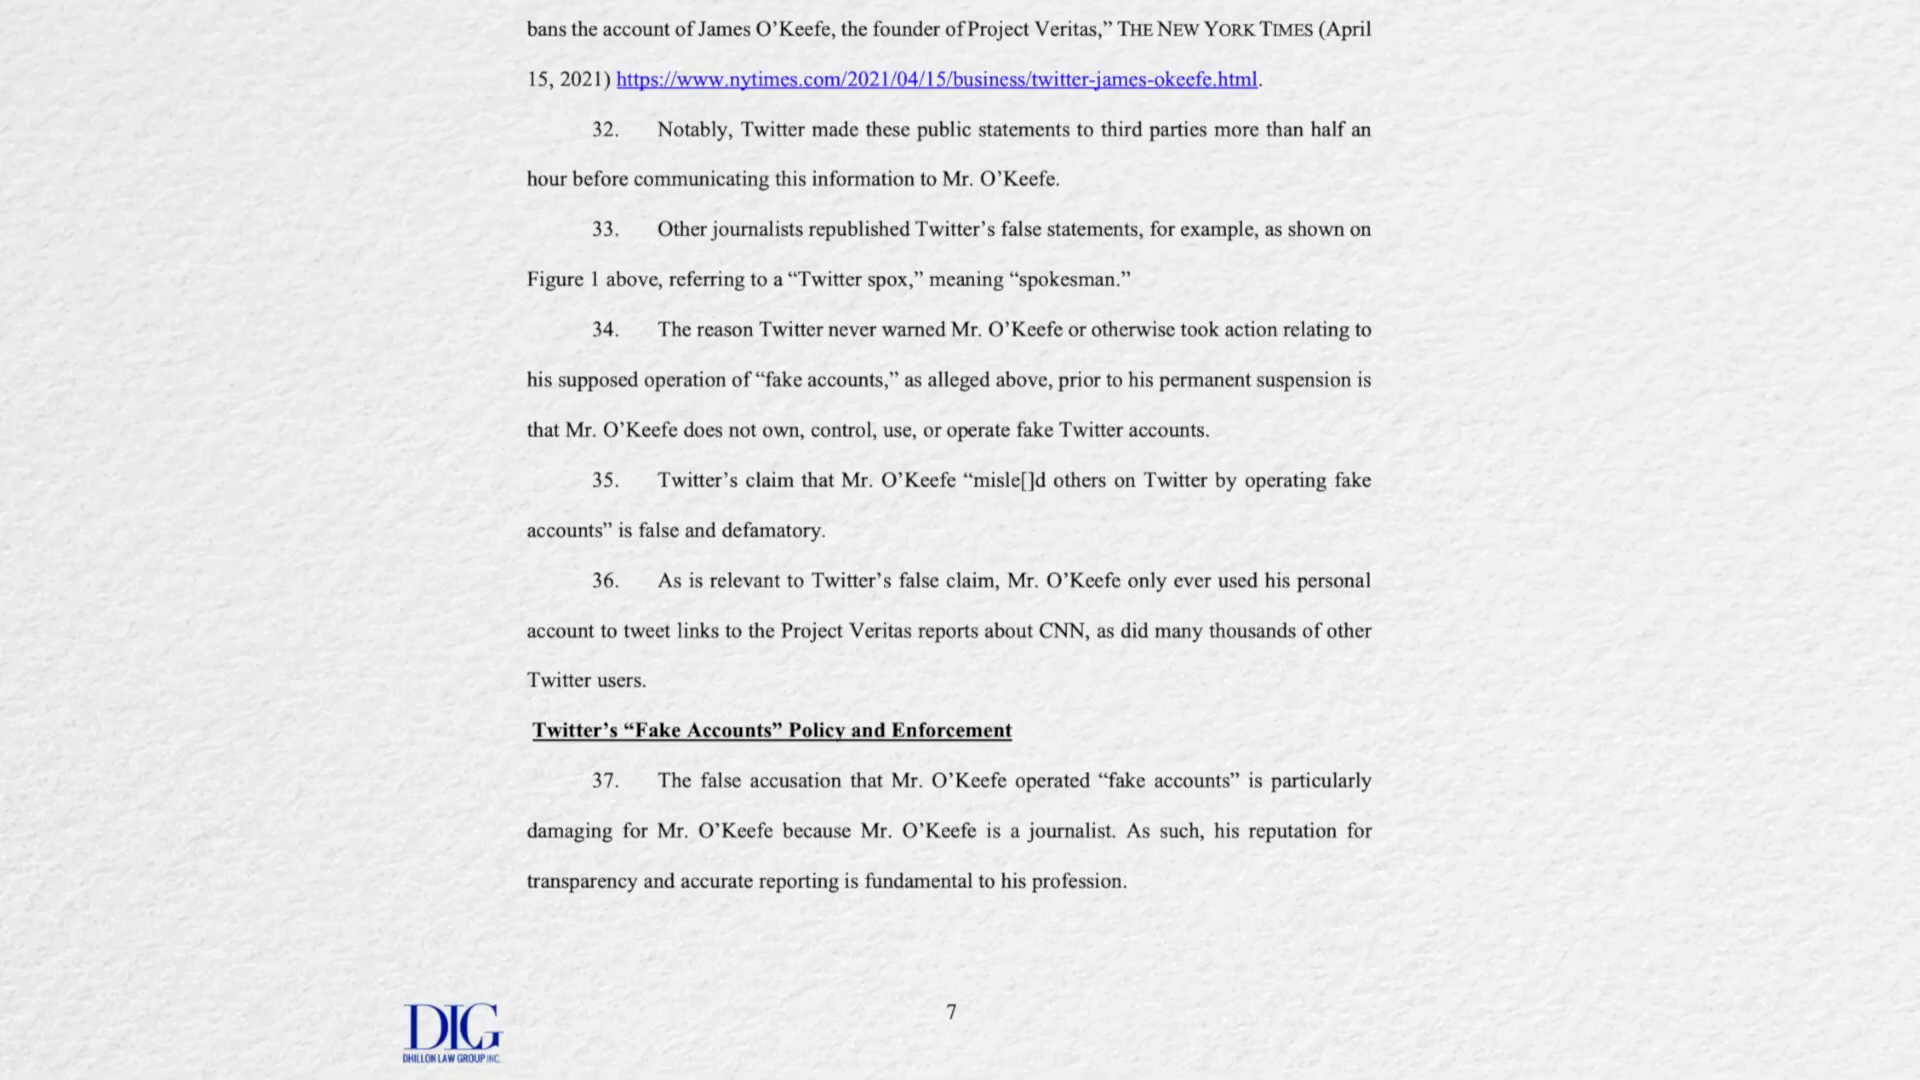 bans the account of James O’Keefe, the founder of Project Veritas,” THE NEW YORK TIMES (April
15, 2021) https://www.nytimes.com/2021/04/15/business/twitter-james-okeefe.html.
32. Notably, Twitter made these public statements to third parties more than half an
hour before communicating this information to Mr. O’Keefe.
33. Other journalists republished Twitter’s false statements, for example, as shown on
Figure 1 above, referring to a “Twitter spox,” meaning “spokesman.”
34. The reason Twitter never warned Mr. O’Keefe or otherwise took action relating to
his supposed operation of “fake accounts,” as alleged above, prior to his permanent suspension is
that Mr. O’Keefe does not own, control, use, or operate fake Twitter accounts.
35. Twitter’s claim that Mr. O’Keefe “misle[]d others on Twitter by operating fake
accounts” is false and defamatory.
36. As is relevant to Twitter’s false claim, Mr. O’Keefe only ever used his personal
account to tweet links to the Project Veritas reports about CNN, as did many thousands of other
Twitter users.
Twitter’s “Fake Accounts” Policy and Enforcement
37. The false accusation that Mr. O’Keefe operated “fake accounts” is particularly
damaging for Mr. O’Keefe because Mr. O’Keefe is a journalist. As such, his reputation for
transparency and accurate reporting is fundamental to his profession.
7
DLG
DHILLON LAW GROUP INC.